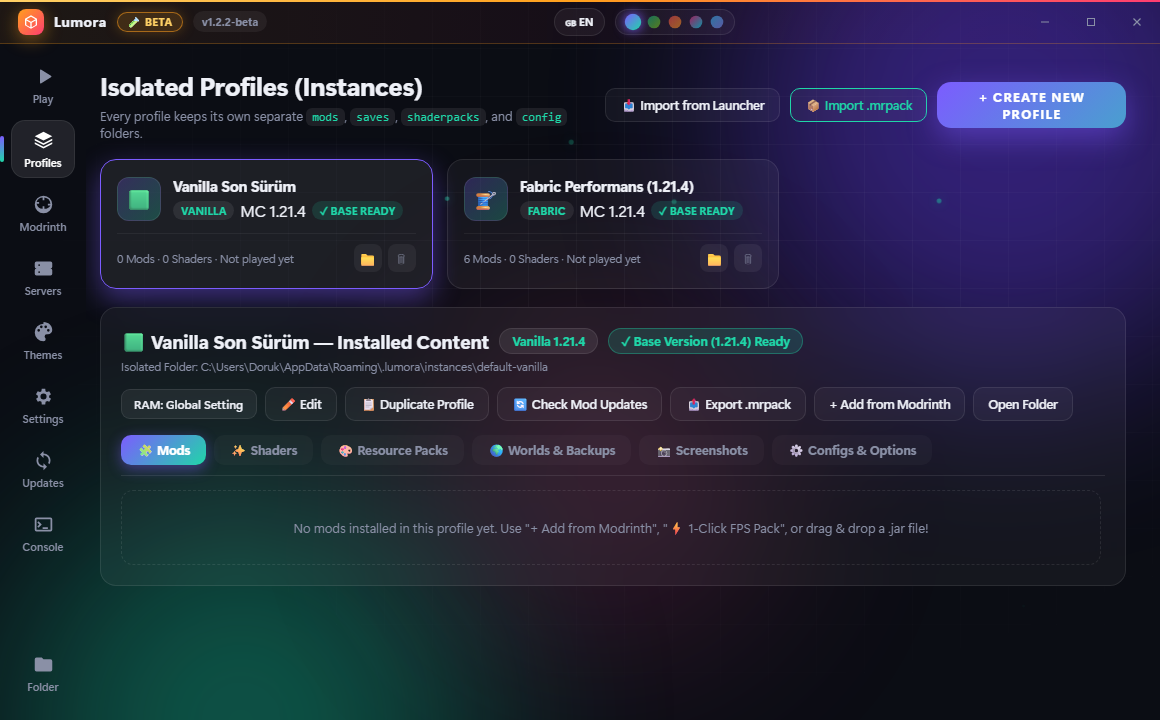 Lumora
BETA
v1.2.2-beta
GB EN
Play
Profiles
Modrinth
Servers
Themes
Settings
Updates
Console
Folder
Isolated Profiles (Instances)
Every profile keeps its own separate mods, saves, shaderpacks, and config
folders.
Import from Launcher
Import .mrpack
+ CREATE NEW
PROFILE
Vanilla Son Sürüm
VANILLA MC 1.21.4 ✓ BASE READY
0 Mods · 0 Shaders · Not played yet
Fabric Performans (1.21.4)
FABRIC MC 1.21.4 ✓ BASE READY
6 Mods · 0 Shaders · Not played yet
Vanilla Son Sürüm — Installed Content
Vanilla 1.21.4
✓ Base Version (1.21.4) Ready
Isolated Folder: C:\Users\Doruk\AppData\Roaming\.lumora\instances\default-vanilla
RAM: Global Setting
Edit
Duplicate Profile
Check Mod Updates
Export .mrpack
+ Add from Modrinth
Open Folder
Mods
Shaders
Resource Packs
Worlds & Backups
Screenshots
Configs & Options
No mods installed in this profile yet. Use "+ Add from Modrinth", "⚡ 1-Click FPS Pack", or drag & drop a .jar file!